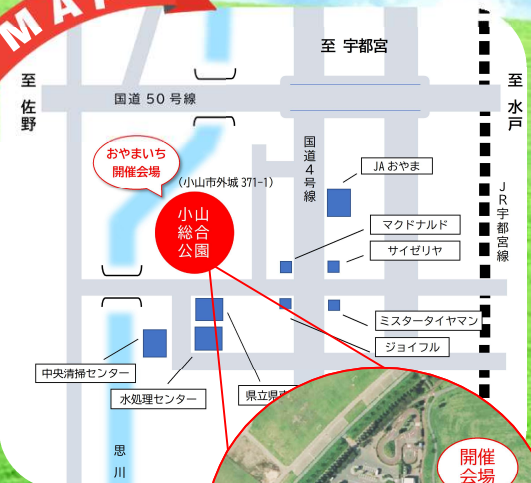 MAP
至 宇都宮
至 佐野
国道 50 号線
至 水戸
おやまいち
開催会場
(小山市外城 371-1)
国道4号線
JA おやま
JR宇都宮線
小山
総合
公園
マクドナルド
サイゼリヤ
ミスタータイヤマン
ジョイフル
中央清掃センター
水処理センター
県立県南
思川
開催
会場